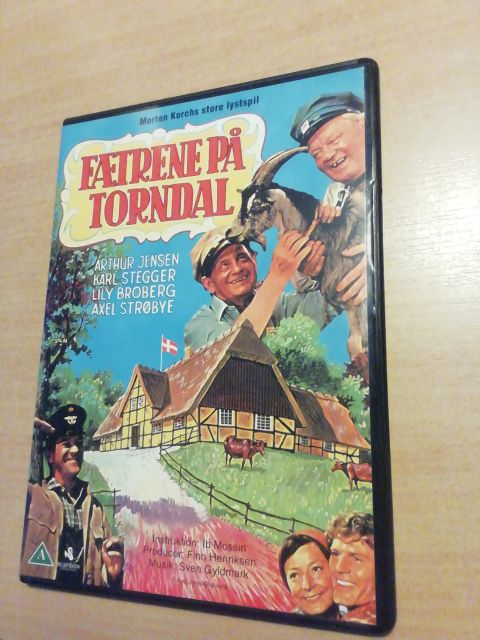 Morten Korchs store lystspil
FÆTRENE PÅ
TORNDAL
ARTHUR JENSEN
KARL STEGGER
LILY BROBERG
AXEL STRØBYE
Instruktion: Ib Mossin
Producer: Finn Henriksen
Musik: Sven Gyldmark
A
scanbox